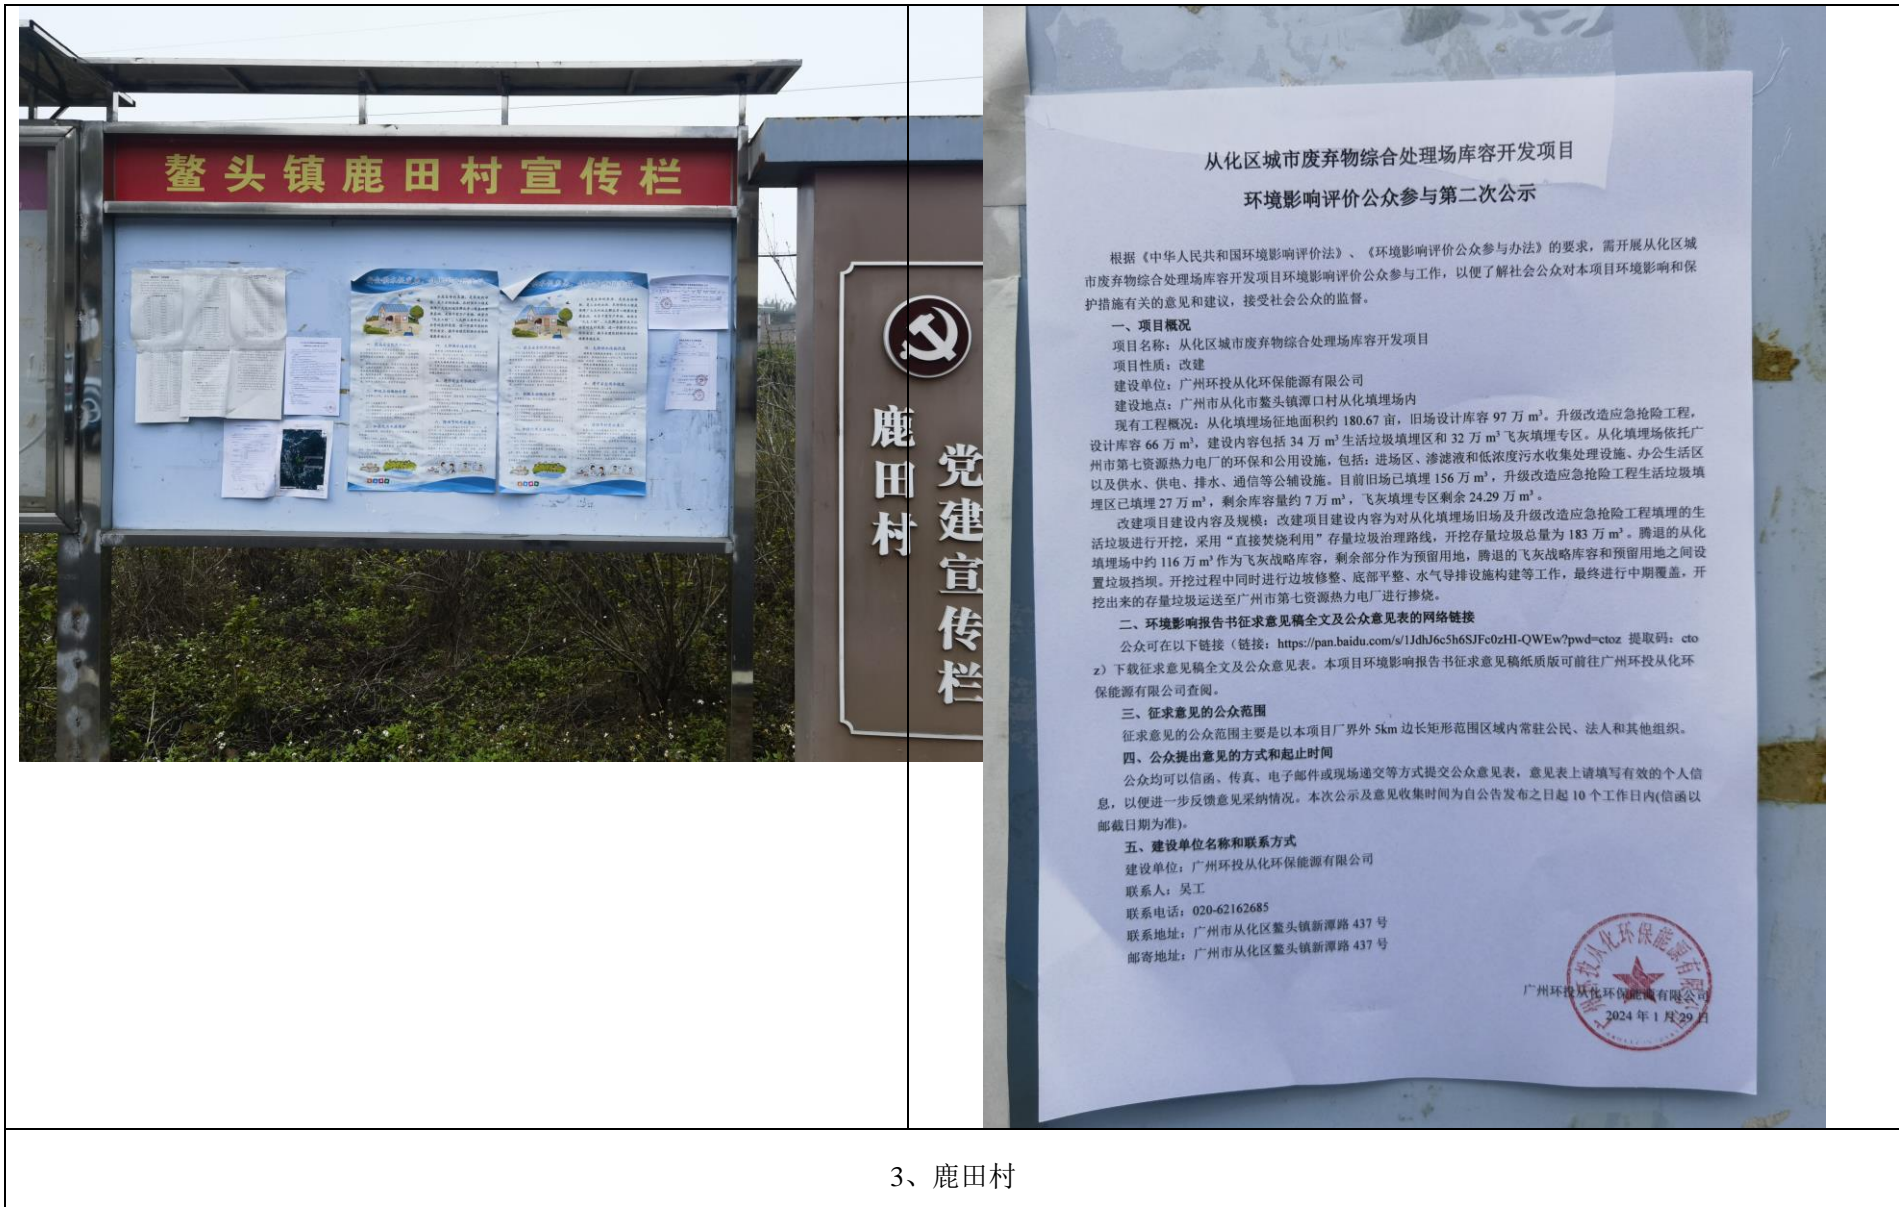 鳌头镇鹿田村宣传栏
鹿田村
党建宣传栏
从化区城市废弃物综合处理场库容开发项目
环境影响评价公众参与第二次公示
根据《中华人民共和国环境影响评价法》、《环境影响评价公众参与办法》的要求，需开展从化区城
市废弃物综合处理场库容开发项目环境影响评价公众参与工作，以便了解社会公众对本项目环境影响和保
护措施有关的意见和建议，接受社会公众的监督。
一、项目概况
项目名称：从化区城市废弃物综合处理场库容开发项目
项目性质：改建
建设单位：广州环投从化环保能源有限公司
建设地点：广州市从化市鳌头镇潭口村从化填埋场内
现有工程概况：从化填埋场征地面积约 180.67 亩，旧场设计库容 97 万 m³。升级改造应急抢险工程，
设计库容 66 万 m³，建设内容包括 34 万 m³ 生活垃圾填埋区和 32 万 m³ 飞灰填埋专区。从化填埋场依托广
州市第七资源热力电厂的环保和公用设施，包括：进场区、渗滤液和低浓度污水收集处理设施、办公生活区
以及供水、供电、排水、通信等公辅设施。目前旧场已填埋 156 万 m³，升级改造应急抢险工程生活垃圾填
埋区已填埋 27 万 m³，剩余库容量约 7 万 m³，飞灰填埋专区剩余 24.29 万 m³。
改建项目建设内容及规模：改建项目建设内容为对从化填埋场旧场及升级改造应急抢险工程填埋的生
活垃圾进行开挖，采用“直接焚烧利用”存量垃圾治理路线，开挖存量垃圾总量为 183 万 m³。腾退的从化
填埋场中约 116 万 m³ 作为飞灰战略库容，剩余部分作为预留用地，腾退的飞灰战略库容和预留用地之间设
置垃圾挡坝。开挖过程中同时进行边坡修整、底部平整、水气导排设施构建等工作，最终进行中期覆盖，开
挖出来的存量垃圾运送至广州市第七资源热力电厂进行掺烧。
二、环境影响报告书征求意见稿全文及公众意见表的网络链接
公众可在以下链接（链接：https://pan.baidu.com/s/1JdhJ6c5h6SJFc0zHI-QWEw?pwd=ctoz 提取码：cto
z）下载征求意见稿全文及公众意见表。本项目环境影响报告书征求意见稿纸质版可前往广州环投从化环
保能源有限公司查阅。
三、征求意见的公众范围
征求意见的公众范围主要是以本项目厂界外 5km 边长矩形范围区域内常驻公民、法人和其他组织。
四、公众提出意见的方式和起止时间
公众均可以信函、传真、电子邮件或现场递交等方式提交公众意见表，意见表上请填写有效的个人信
息，以便进一步反馈意见采纳情况。本次公示及意见收集时间为自公告发布之日起 10 个工作日内(信函以
邮截日期为准)。
五、建设单位名称和联系方式
建设单位：广州环投从化环保能源有限公司
联系人：吴工
联系电话：020-62162685
联系地址：广州市从化区鳌头镇新潭路 437 号
邮寄地址：广州市从化区鳌头镇新潭路 437 号
广州环投从化环保能源有限公司
2024 年 1 月 29 日
广州环投从化环保能源有限公司
3、鹿田村